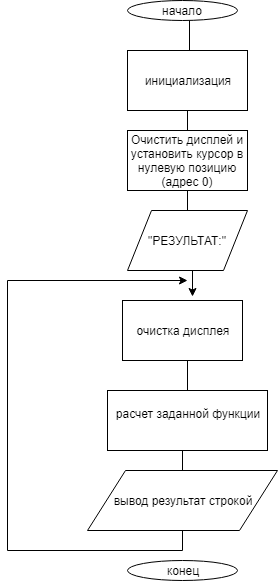 начало
инициализация
Очистить дисплей и
установить курсор в
нулевую позицию
(адрес 0)
"РЕЗУЛЬТАТ:"
очистка дисплея
расчет заданной функции
вывод результат строкой
конец